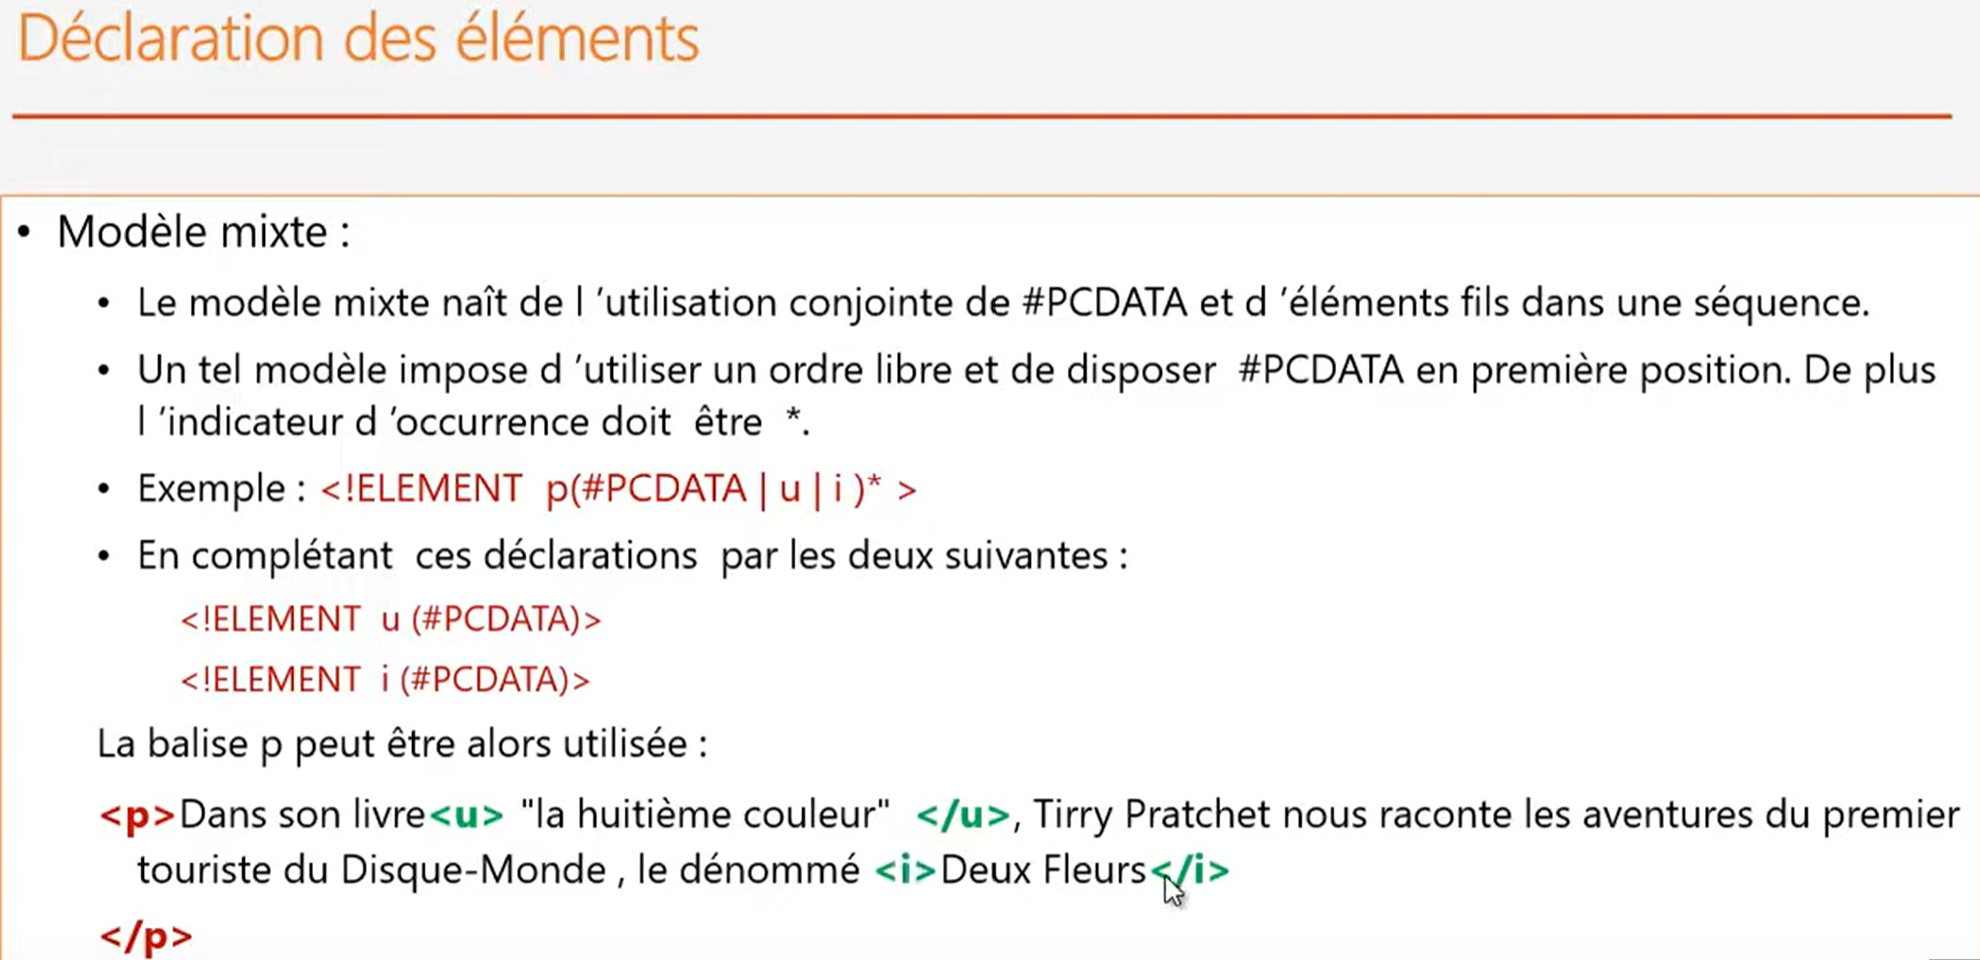 Déclaration des éléments
• Modèle mixte :
• Le modèle mixte naît de l ’utilisation conjointe de #PCDATA et d ’éléments fils dans une séquence.
• Un tel modèle impose d ’utiliser un ordre libre et de disposer #PCDATA en première position. De plus
l ’indicateur d ’occurrence doit être *.
• Exemple : <!ELEMENT p(#PCDATA | u | i )* >
• En complétant ces déclarations par les deux suivantes :
<!ELEMENT u (#PCDATA)>
<!ELEMENT i (#PCDATA)>
La balise p peut être alors utilisée :
<p>Dans son livre<u> "la huitième couleur" </u>, Tirry Pratchet nous raconte les aventures du premier
touriste du Disque-Monde , le dénommé <i>Deux Fleurs</i>
</p>